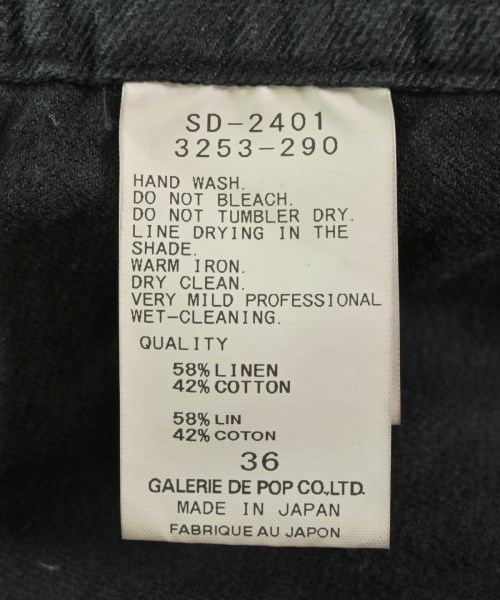 SD-2401
3253-290
HAND WASH.
DO NOT BLEACH.
DO NOT TUMBLER DRY.
LINE DRYING IN THE
SHADE.
WARM IRON.
DRY CLEAN.
VERY MILD PROFESSIONAL
WET-CLEANING.
QUALITY
58% LINEN
42% COTTON
58% LIN
42% COTON
36
GALERIE DE POP CO.,LTD.
MADE IN JAPAN
FABRIQUE AU JAPON